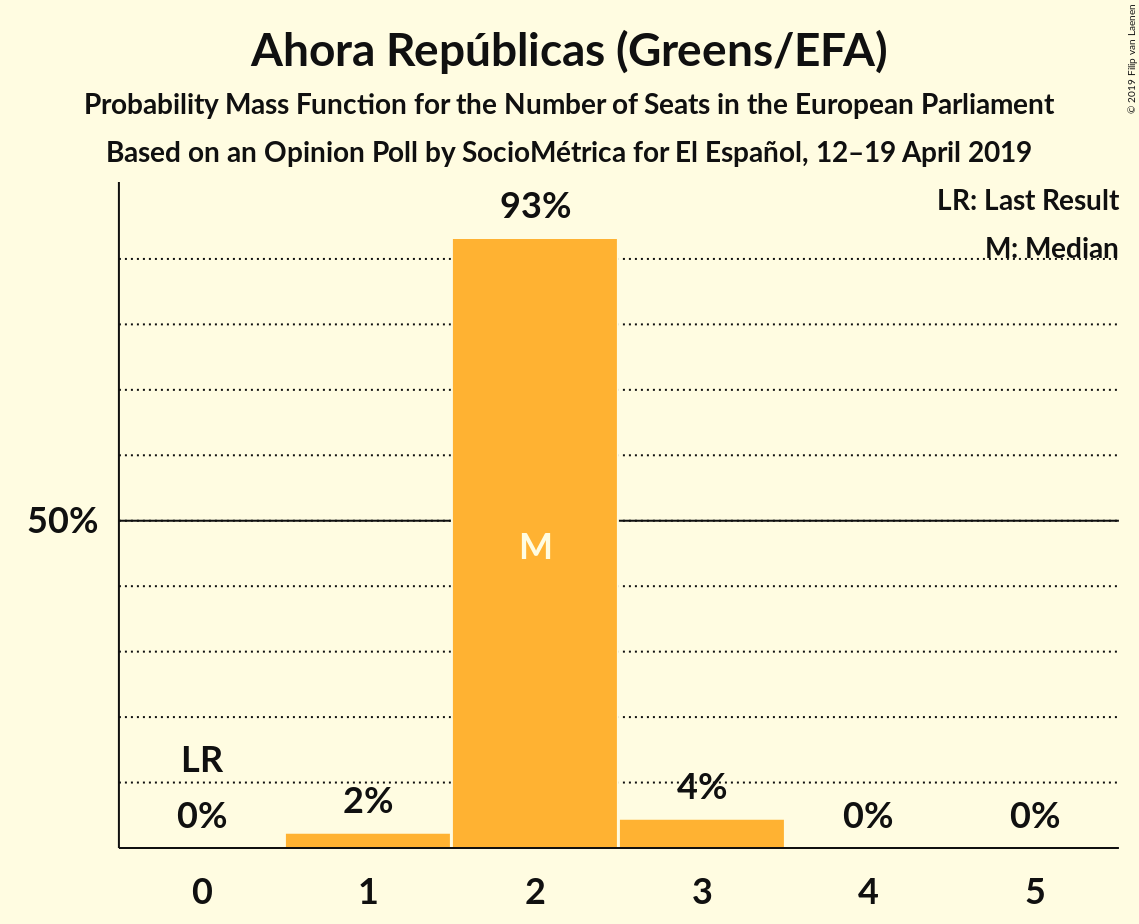 Ahora Repúblicas (Greens/EFA)
Probability Mass Function for the Number of Seats in the European Parliament
Based on an Opinion Poll by SocioMétrica for El Español, 12–19 April 2019
© 2019 Filip van Laenen
LR: Last Result
M: Median
93%
50%
M
LR
0%
2%
4%
0%
0%
0 1 2 3 4 5